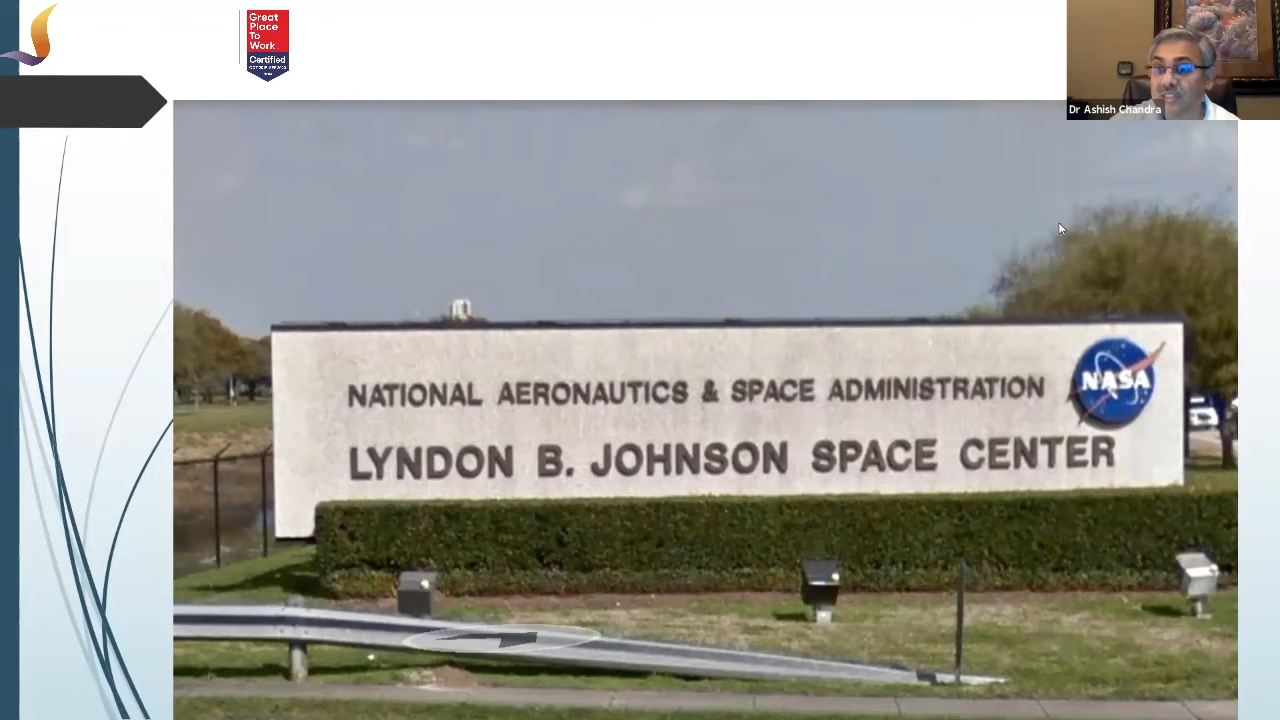 Great
Place
To
Work.
Certified
Dr Ashish Chandra
NATIONAL AERONAUTICS & SPACE ADMINISTRATION
NASA
LYNDON B. JOHNSON SPACE CENTER